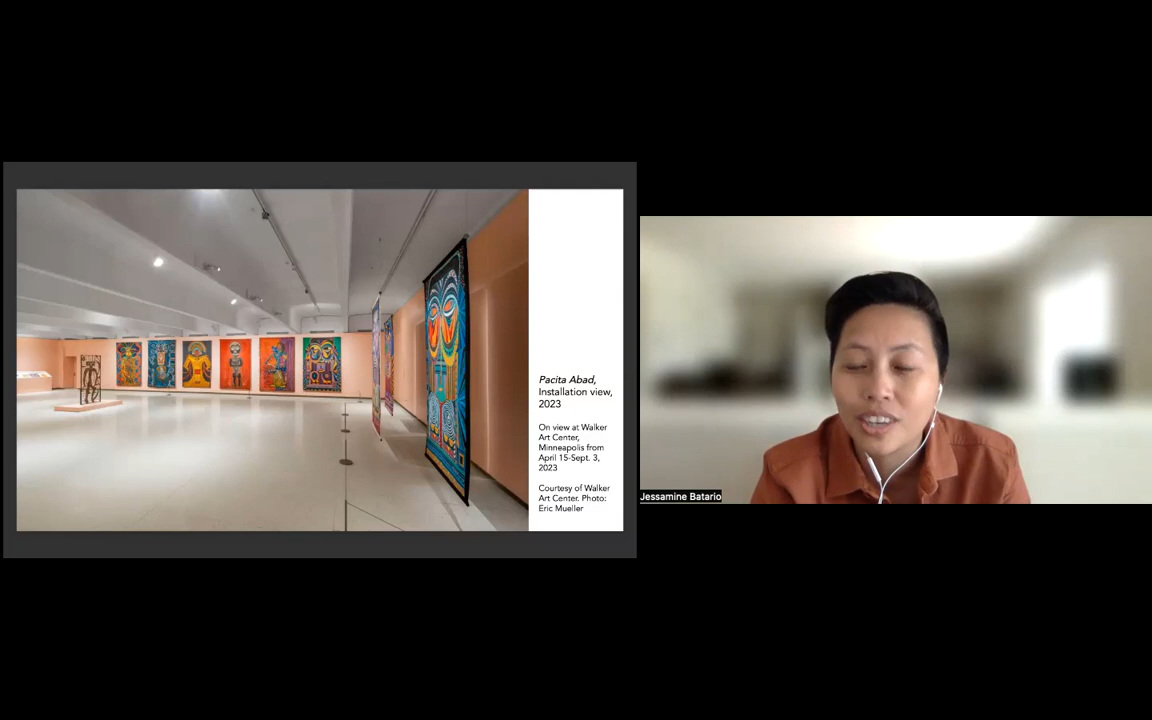 Pacita Abad,
Installation view,
2023
On view at Walker
Art Center,
Minneapolis from
April 15-Sept. 3,
2023
Courtesy of Walker
Art Center. Photo:
Eric Mueller
Jessamine Batario